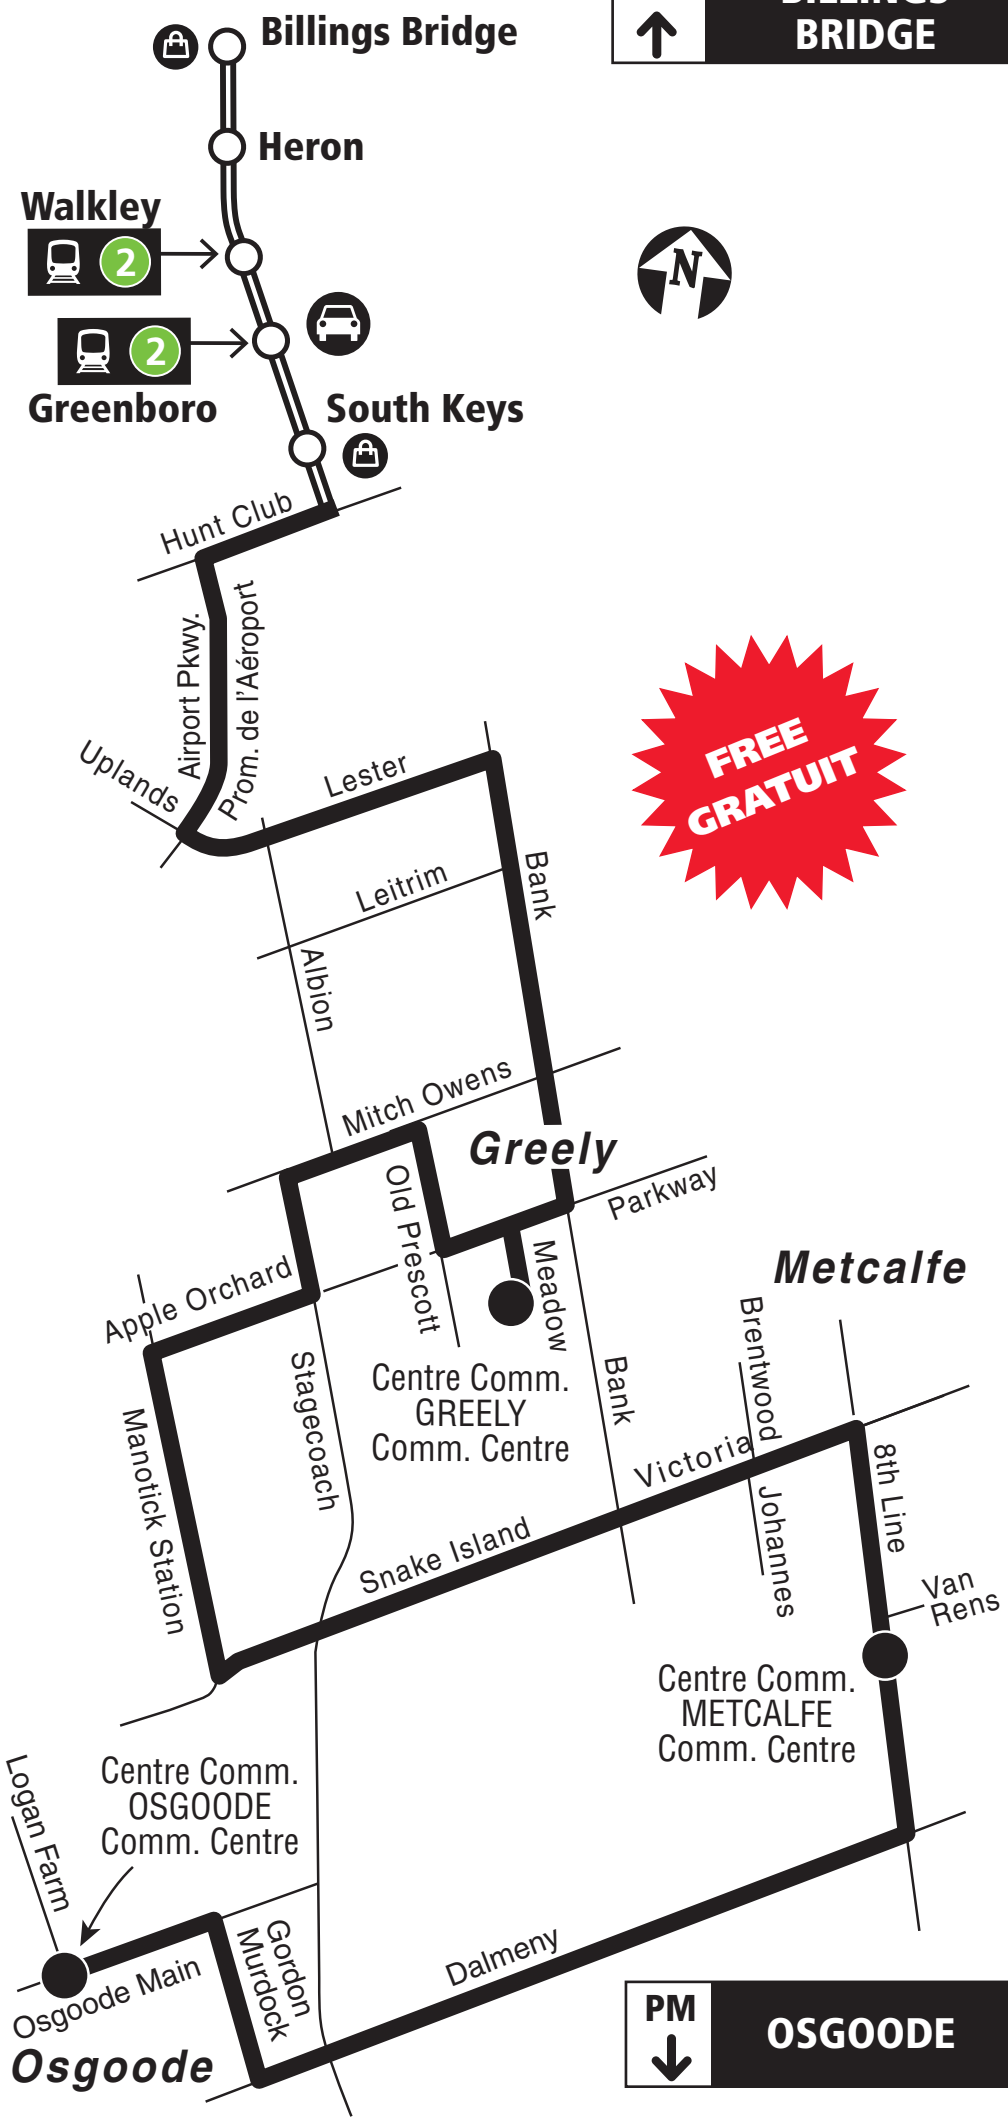 BILLINGS
BRIDGE
Billings Bridge
Heron
Walkley
2
2
Greenboro
South Keys
N
Hunt Club
Airport Pkwy.
Prom. de l'Aéroport
Uplands
Lester
FREE
GRATUIT
Leitrim
Bank
Albion
Mitch Owens
Greely
Old Prescott
Parkway
Meadow
Apple Orchard
Metcalfe
Brentwood
Stagecoach
Centre Comm.
GREELY
Comm. Centre
Bank
Manotick Station
Victoria
8th Line
Johannes
Snake Island
Van
Rens
Centre Comm.
METCALFE
Comm. Centre
Logan Farm
Centre Comm.
OSGOODE
Comm. Centre
Gordon
Murdock
Osgoode Main
Dalmeny
Osgoode
PM
OSGOODE